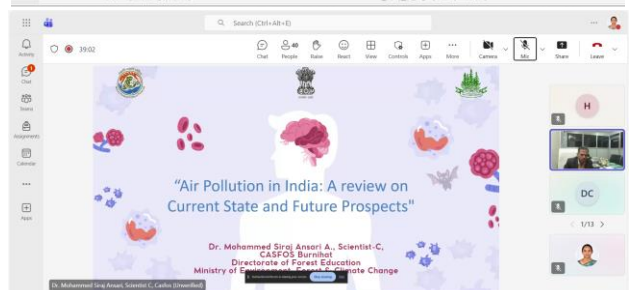 Search (Ctrl+Alt+E)
39:02
Chat
40
People
Raise
React
View
Controls
Apps
More
Camera
Mic
Share
Leave
Activity
Chat
Teams
Assignments
Calendar
Apps
"Air Pollution in India: A review on
Current State and Future Prospects"
Dr. Mohammed Siraj Ansari A., Scientist-C,
CASFOS Burnihat
Directorate of Forest Education
Ministry of Environment, Forest & Climate Change
Dr. Mohammed Siraj Ansari, Scientist C, Casfos (Unverified)
H
DC
1/13